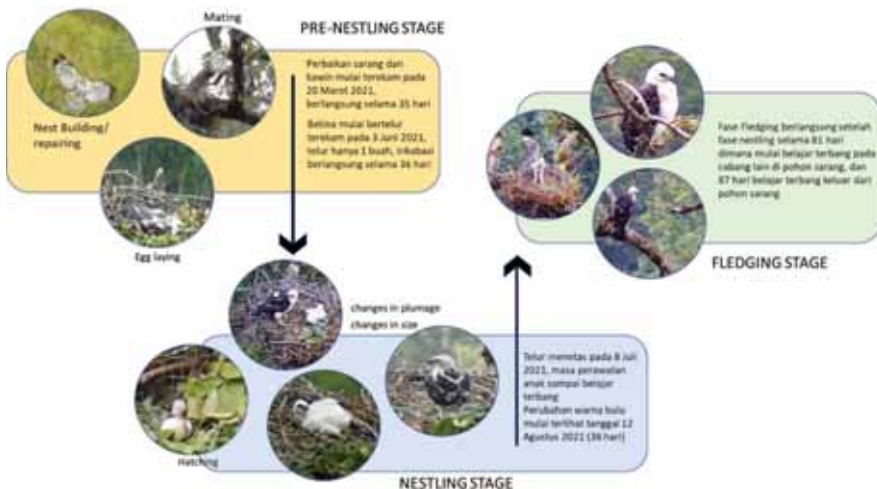 Mating
PRE-NESTLING STAGE
Nest Building/
repairing
Egg laying
Perbaikan sarang dan
kawin mulai terekam pada
20 Maret 2021,
berlangsung selama 35 hari
Betina mulai bertelur
terekam pada 3 Juni 2021,
telur hanya 1 buah, inkubasi
berlangsung selama 36 hari
Fase Fledging berlangsung setelah
fase nestling selama 81 hari
dimana mulai belajar terbang pada
cabang lain di pohon sarang, dan
87 hari belajar terbang keluar dari
pohon sarang
FLEDGING STAGE
changes in plumage
changes in size
Hatching
Telur menetas pada 8 Juli
2021, masa perawatan
anak sampai belajar
terbang
Perubahan warna bulu
mulai terlihat tanggal 12
Agustus 2021 (36 hari)
NESTLING STAGE